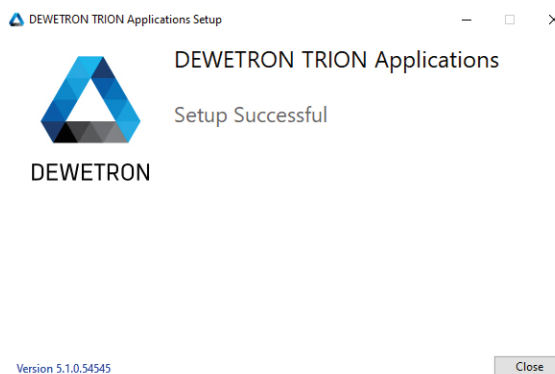 DEWETRON TRION Applications Setup
DEWETRON TRION Applications
Setup Successful
DEWETRON
Version 5.1.0.54545
Close